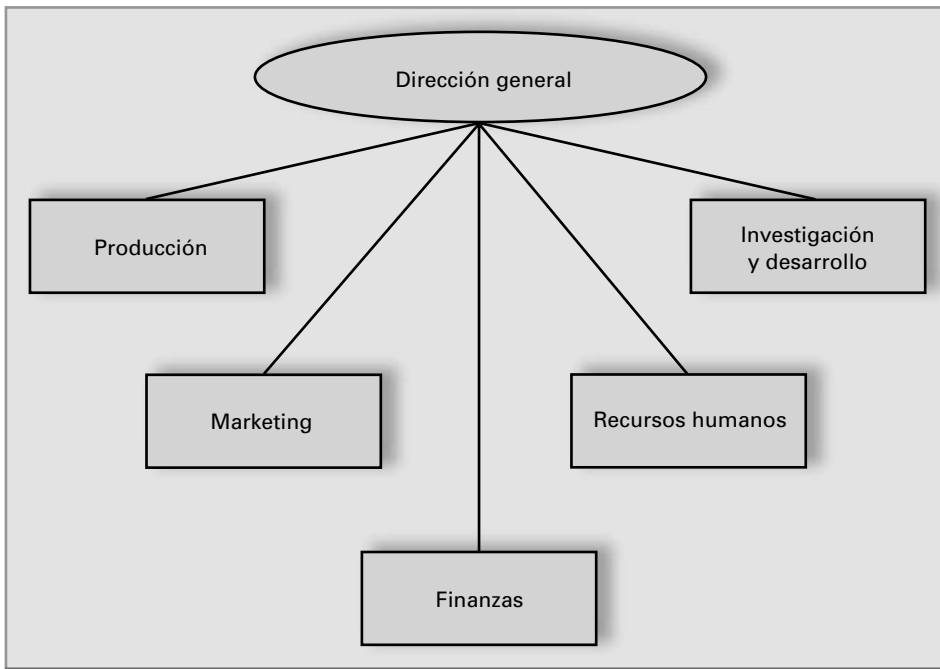 Dirección general
Producción
Investigación
y desarrollo
Marketing
Recursos humanos
Finanzas